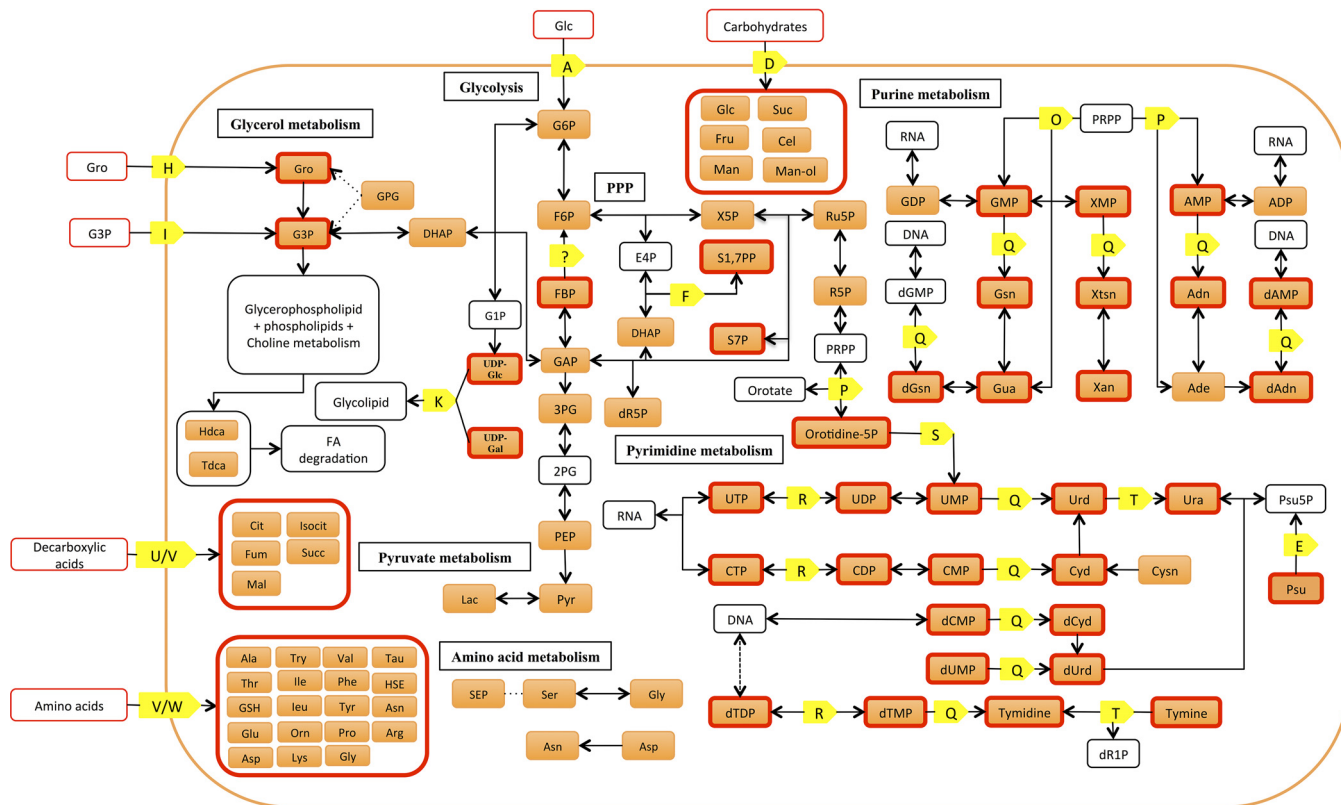 Glc
Carbohydrates
A
D
Glycolysis
Purine metabolism
Glycerol metabolism
Glc
Suc
Fru
Cel
Man
Man-ol
G6P
O
PRPP
P
RNA
RNA
Gro
H
Gro
GPG
PPP
GDP
GMP
XMP
AMP
ADP
G3P
I
G3P
DHAP
F6P
X5P
Ru5P
DNA
DNA
?
E4P
S1,7PP
Q
Q
Q
FBP
F
R5P
dGMP
Gsn
Xtsn
Adn
dAMP
Glycerophospholipid
+ phospholipids +
Choline metabolism
G1P
DHAP
S7P
PRPP
Q
Q
UDP-
Glc
GAP
Orotate
P
dGsn
Gua
Xan
Ade
dAdn
Glycolipid
K
3PG
dR5P
Hdca
Tdca
FA
degradation
UDP-
Gal
Orotidine-5P
S
Pyrimidine metabolism
2PG
UTP
R
UDP
UMP
Q
Urd
T
Ura
Psu5P
RNA
Decarboxylic
acids
U/V
Cit
Isocit
Fum
Succ
Mal
Pyruvate metabolism
PEP
E
Lac
Pyr
CTP
R
CDP
CMP
Q
Cyd
Cysn
Psu
DNA
dCMP
Q
dCyd
Amino acid metabolism
dUMP
Q
dUrd
Amino acids
V/W
Ala
Try
Val
Tau
Thr
Ile
Phe
HSE
GSH
leu
Tyr
Asn
Glu
Orn
Pro
Arg
Asp
Lys
Gly
SEP
Ser
Gly
Asn
Asp
dTDP
R
dTMP
Q
Tymidine
T
Tymine
dR1P